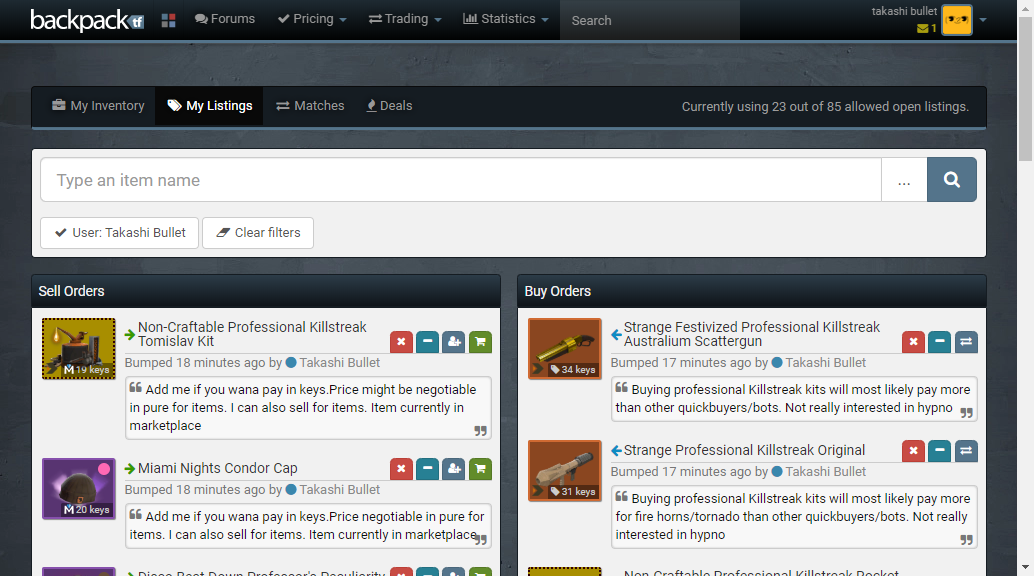 backpack tf
Forums
Pricing
Trading
Statistics
Search
takashi bullet
1
My Inventory
My Listings
Matches
Deals
Currently using 23 out of 85 allowed open listings.
Type an item name
...
User: Takashi Bullet
Clear filters
Sell Orders
Non-Craftable Professional Killstreak
Tomislav Kit
M 19 keys
Bumped 18 minutes ago by Takashi Bullet
“ Add me if you wana pay in keys.Price might be negotiable
in pure for items. I can also sell for items. Item currently in
marketplace ”
Miami Nights Condor Cap
M 20 keys
Bumped 18 minutes ago by Takashi Bullet
“ Add me if you wana pay in keys.Price negotiable in pure for
items. I can also sell for items. Item currently in marketplace ”
Buy Orders
Strange Festivized Professional Killstreak
Australium Scattergun
34 keys
Bumped 17 minutes ago by Takashi Bullet
“ Buying professional Killstreak kits will most likely pay more
than other quickbuyers/bots. Not really interested in hypno ”
Strange Professional Killstreak Original
31 keys
Bumped 17 minutes ago by Takashi Bullet
“ Buying professional Killstreak kits will most likely pay more
for fire horns/tornado than other quickbuyers/bots. Not really
interested in hypno ”
Non-Craftable Professional Killstreak Rocket